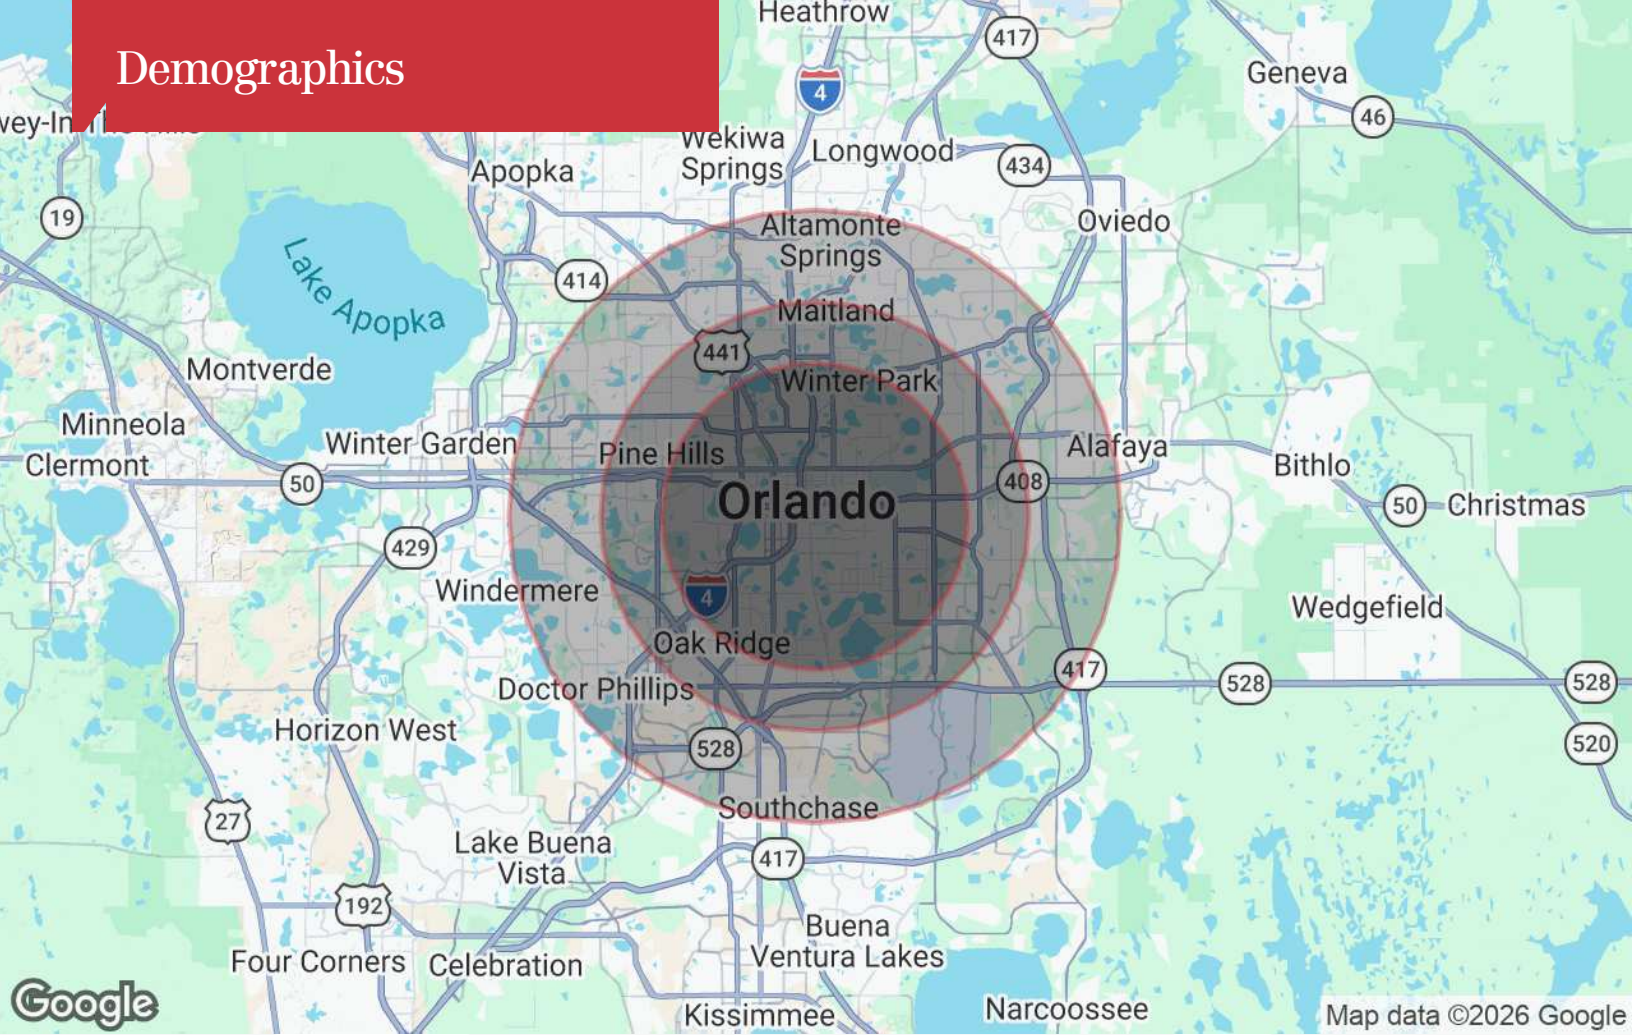 Demographics
Heathrow
417
4
Geneva
46
Wekiwa
Springs
Longwood
434
Apopka
19
Oviedo
Altamonte
Springs
414
Lake Apopka
Maitland
441
Montverde
Winter Park
Minneola
Winter Garden
Pine Hills
Alafaya
Clermont
Bithlo
50
408
Orlando
50
Christmas
429
Windermere
4
Wedgefield
Oak Ridge
417
Doctor Phillips
528
528
Horizon West
528
520
Southchase
27
Lake Buena
Vista
417
192
Buena
Ventura Lakes
Four Corners
Celebration
Google
Kissimmee
Narcoossee
Map data ©2026 Google